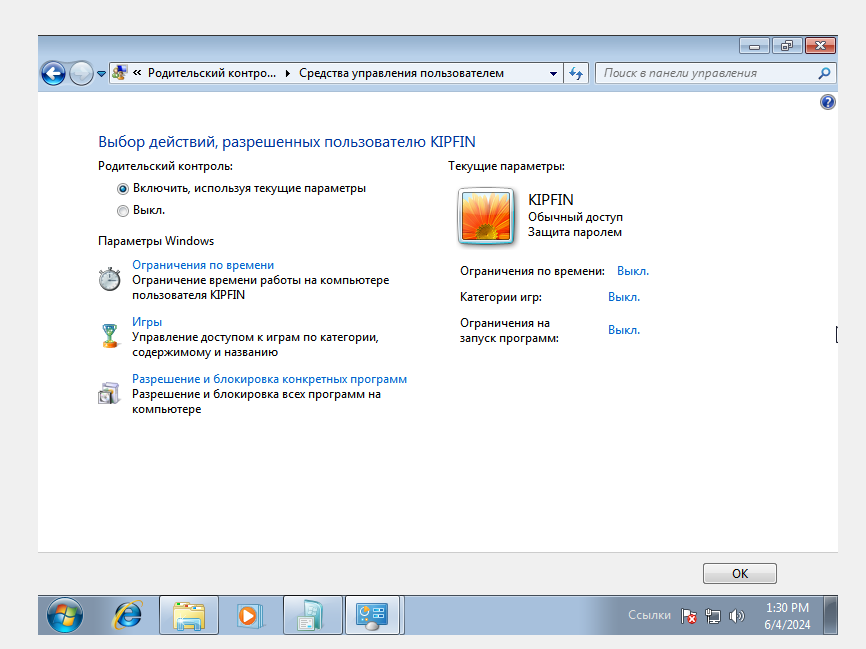 « Родительский контро... Средства управления пользователем
Поиск в панели управления
Выбор действий, разрешенных пользователю KIPFIN
Родительский контроль:
Включить, используя текущие параметры
Выкл.
Параметры Windows
Ограничения по времени
Ограничение времени работы на компьютере
пользователя KIPFIN
Игры
Управление доступом к играм по категории,
содержимому и названию
Разрешение и блокировка конкретных программ
Разрешение и блокировка всех программ на
компьютере
Текущие параметры:
KIPFIN
Обычный доступ
Защита паролем
Ограничения по времени: Выкл.
Категории игр: Выкл.
Ограничения на
запуск программ: Выкл.
OK
Ссылки
1:30 PM
6/4/2024